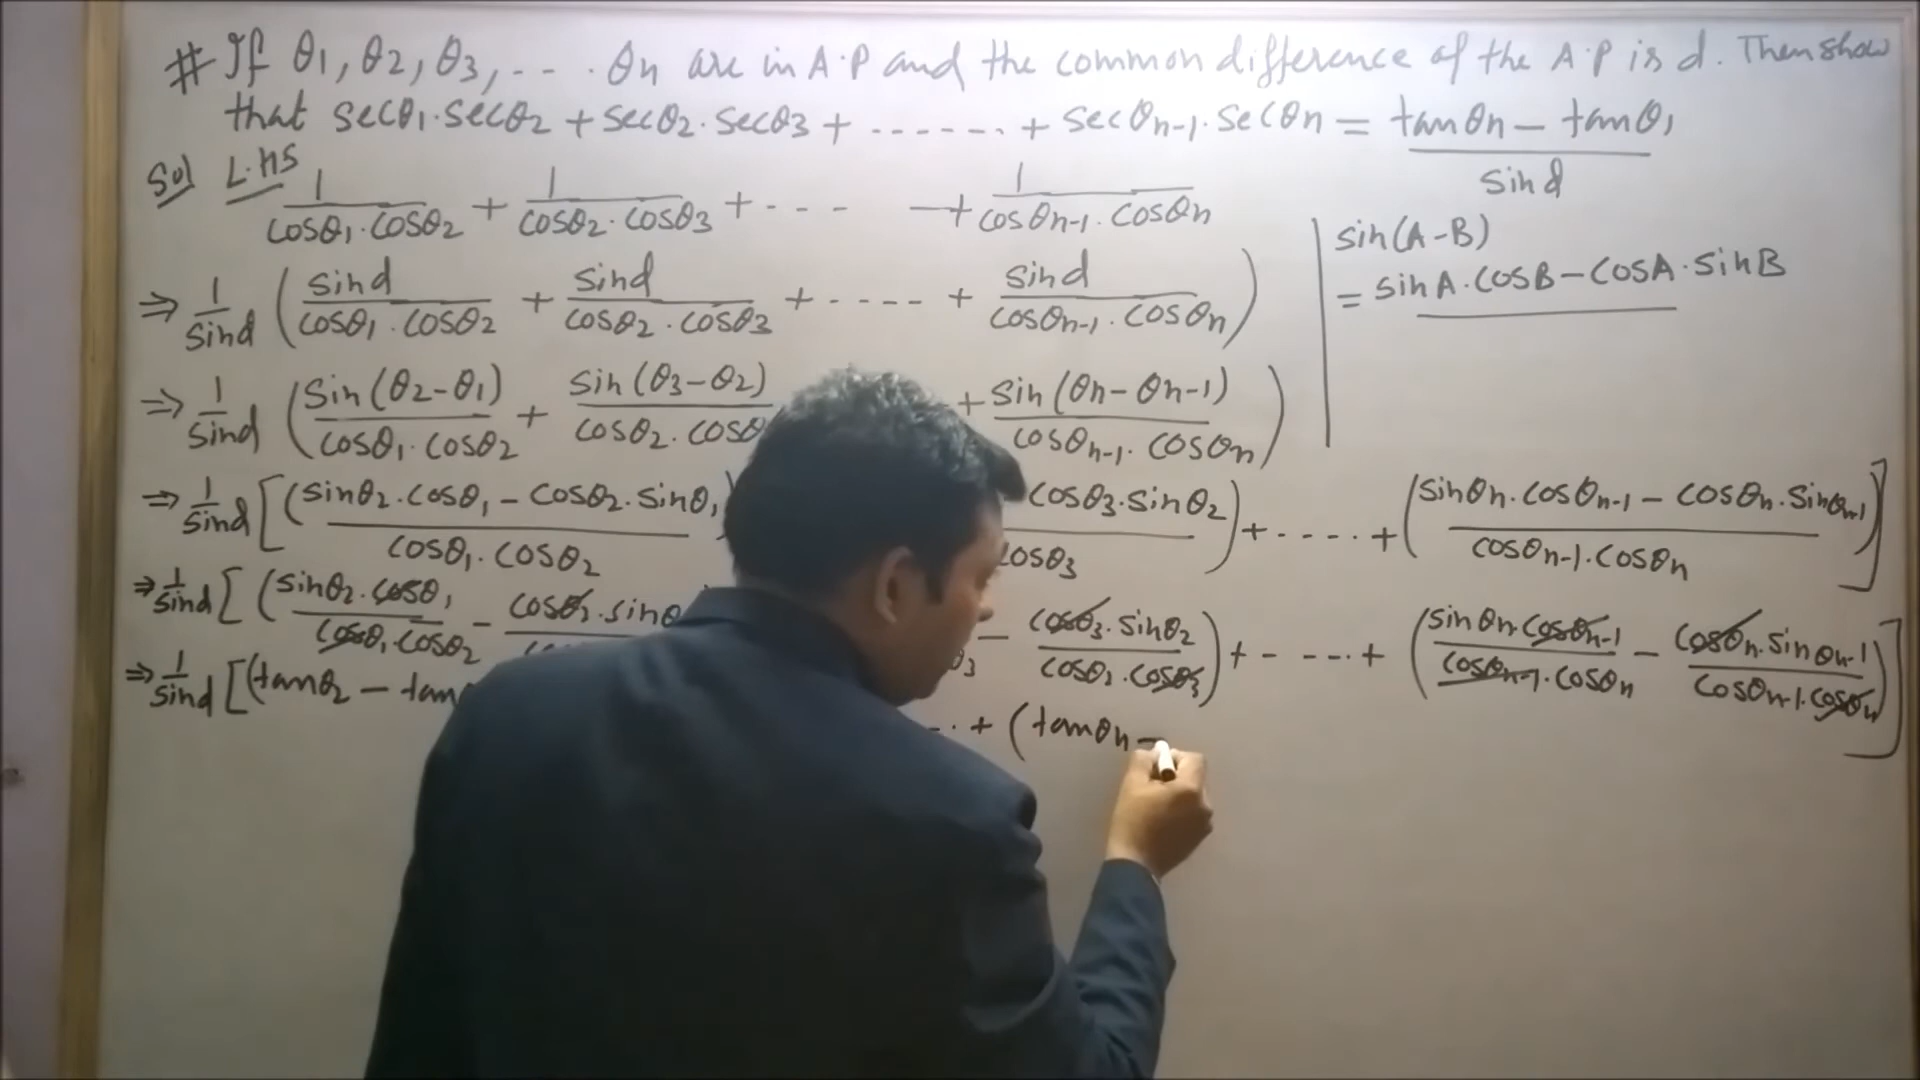 # If θ1, θ2, θ3, --- . θn are in A.P and the common difference of the A.P is d. Then show
that secθ1.secθ2 + secθ2.secθ3 + ------- + secθn-1.secθn = (tanθn - tanθ1)/sind
Sol L.HS
1/(cosθ1.cosθ2) + 1/(cosθ2.cosθ3) + ---- + 1/(cosθn-1.cosθn)
sin(A-B)
= sinA.cosB - cosA.sinB
⇒ 1/sind (sind/(cosθ1.cosθ2) + sind/(cosθ2.cosθ3) + ----- + sind/(cosθn-1.cosθn))
⇒ 1/sind (sin(θ2-θ1)/(cosθ1.cosθ2) + sin(θ3-θ2)/(cosθ2.cosθ + sin(θn-θn-1)/(cosθn-1.cosθn))
⇒ 1/sind [(sinθ2.cosθ1 - cosθ2.sinθ1)/(cosθ1.cosθ2) cosθ3.sinθ2)/ cosθ3) + ----- + (sinθn.cosθn-1 - cosθn.sinθn-1)/(cosθn-1.cosθn)]
⇒ 1/sind [(sinθ2.cosθ1/(cosθ1.cosθ2) - cosθ2.sinθ θ3 - cosθ3.sinθ2/(cosθ2.cosθ3)) + ---- + (sinθn.cosθn-1/(cosθn-1.cosθn) - cosθn.sinθn-1/(cosθn-1.cosθn))]
⇒ 1/sind [(tanθ2 - tan -. + (tanθn -